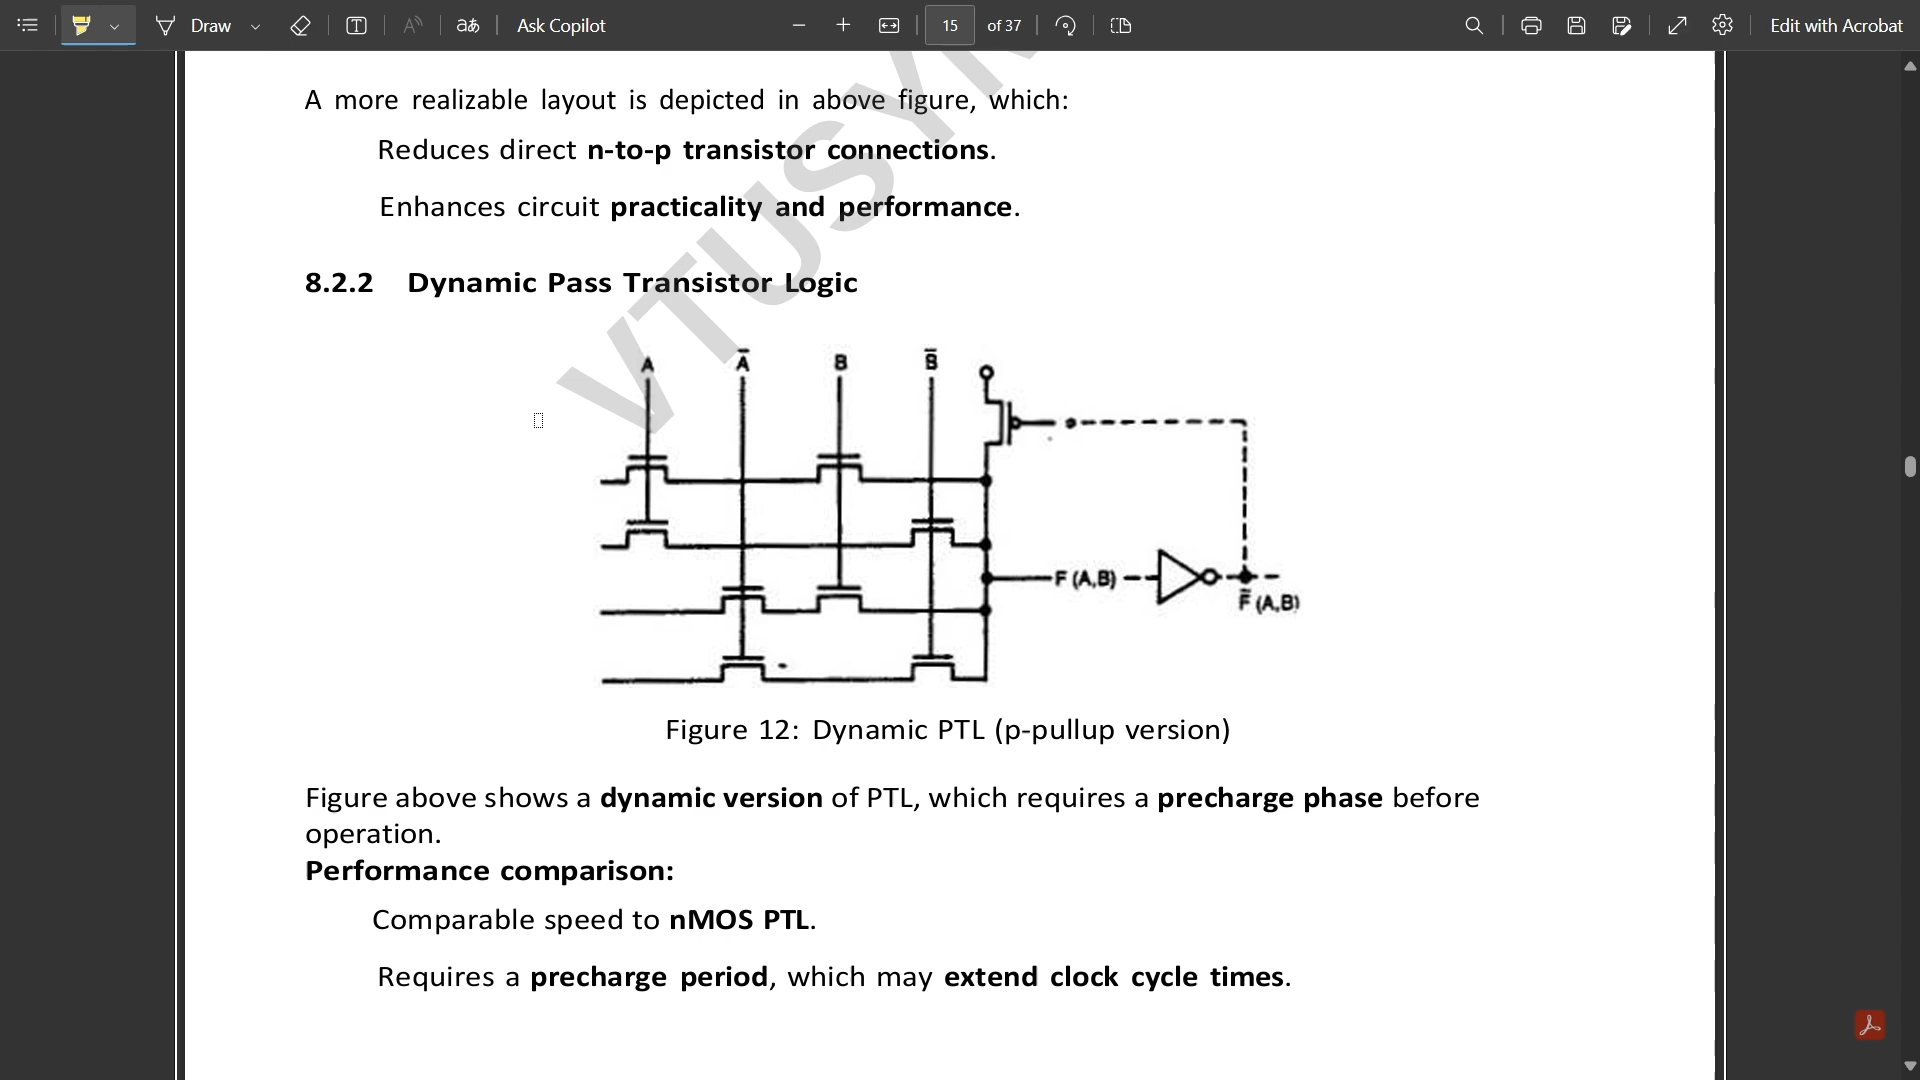 Draw
Ask Copilot
15 of 37
Edit with Acrobat
A more realizable layout is depicted in above figure, which:
Reduces direct n-to-p transistor connections.
Enhances circuit practicality and performance.
8.2.2 Dynamic Pass Transistor Logic
A A̅ B B̅
F (A,B)
F̅ (A,B)
Figure 12: Dynamic PTL (p-pullup version)
Figure above shows a dynamic version of PTL, which requires a precharge phase before
operation.
Performance comparison:
Comparable speed to nMOS PTL.
Requires a precharge period, which may extend clock cycle times.